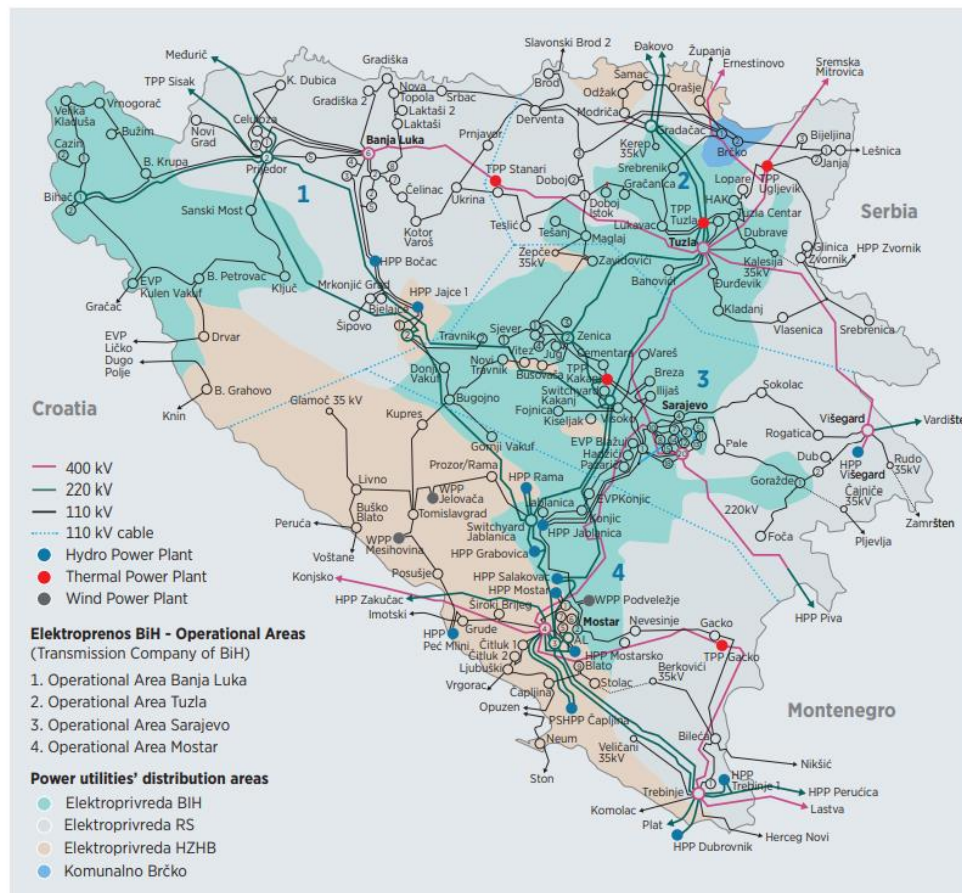 Slavonski Brod 2
Đakovo
Županja
Ernestinovo
Sremska
Mitrovica
Međurić
TPP Sisak
K. Dubica
Gradiška
Gradiška 2
Nova
Topola
Srbac
Laktaši 2
Laktaši
Brod
Šamac
Odžak
Orašje
Modriča
Derventa
Velika
Kladuša
Vrnograč
Bužim
Cazin
Novi
Grad
Celuloza
Banja Luka
Prnjavor
Gradačac
Kerep
35kV
Brčko
Bijeljina
Janja
Lešnica
B. Krupa
Prijedor
Bihać
1
Čelinac
Ukrina
TPP Stanari
Doboj
Srebrenik
Gračanica
2
Lopare
TPP
Ugljevik
HAK
Sanski Most
Kotor
Varoš
Teslić
Doboj
Istok
Tešanj
Maglaj
Lukavac
TPP
Tuzla
Tuzla Centar
Tuzla
Dubrave
Serbia
Glinica
Zvornik
HPP Zvornik
HPP Bočac
Žepče
35kV
Zavidovići
Banovići
Kalesija
35kV
Đurđevik
EVP
Kulen Vakuf
B. Petrovac
Ključ
Mrkonjić Grad
Bjelajce
Šipovo
HPP Jajce 1
Kladanj
Vlasenica
Srebrenica
Gračac
EVP
Ličko
Dugo
Polje
Drvar
Travnik
Sjever
Zenica
Vitez
Jug
Novi
Travnik
Busovača
Cementara
TPP
Kakanj
Vareš
Breza
3
Donji
Vakuf
Bugojno
Switchyard
Kakanj
Ilijaš
Sokolac
Croatia
Knin
B. Grahovo
Glamoč 35 kV
Kupres
Fojnica
Kiseljak
Visoko
Sarajevo
Rogatica
Višegard
Vardište
Gornji Vakuf
EVP Blažuj
Hadžići
Pazarić
Pale
Dub
HPP
Višegard
Rudo
35kV
Prozor/Rama
HPP Rama
Goražde
Čajniče
35kV
Zamršten
400 kV
220 kV
110 kV
110 kV cable
Hydro Power Plant
Thermal Power Plant
Wind Power Plant
Livno
Buško
Blato
WPP
Jelovača
Tomislavgrad
Jablanica
Switchyard
Jablanica
EVPKonjic
Konjic
HPP Jablanica
220kV
Foča
Pljevlja
Peruća
Voštane
WPP
Mesihovina
HPP Grabovica
4
Konjsko
Posušje
HPP Salakovac
HPP Mostar
WPP Podveležje
HPP Piva
HPP Zakučac
Imotski
Široki Brijeg
Mostar
Nevesinje
Gacko
HPP
Peć Mlini
Grude
Čitluk 1
Čitluk 2
Ljubuški
AL
HPP Mostarsko
Blato
Berkovići
35kV
TPP Gacko
Vrgorac
Čapljina
Stolac
Opuzen
PSHPP Čapljina
Montenegro
Neum
Ston
Veličani
35kV
Bileća
Nikšić
Trebinje
HPP
Trebinje 1
HPP Perućica
Lastva
Komolac
Plat
HPP Dubrovnik
Herceg Novi
Elektroprenos BiH - Operational Areas
(Transmission Company of BiH)
1. Operational Area Banja Luka
2. Operational Area Tuzla
3. Operational Area Sarajevo
4. Operational Area Mostar
Power utilities’ distribution areas
Elektroprivreda BIH
Elektroprivreda RS
Elektroprivreda HZHB
Komunalno Brčko